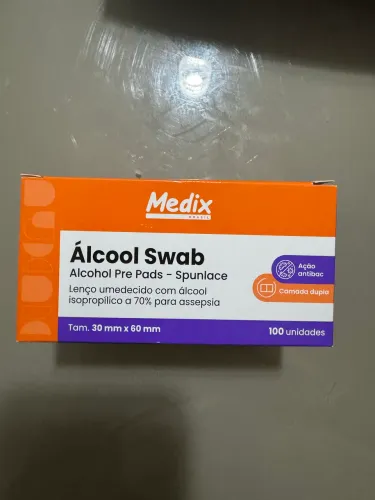 Medix
BRASIL
Álcool Swab
Alcohol Pre Pads - Spunlace
Lenço umedecido com álcool
isopropílico a 70% para assepsia
Ação
antibac
Camada dupla
Tam. 30 mm x 60 mm
100 unidades